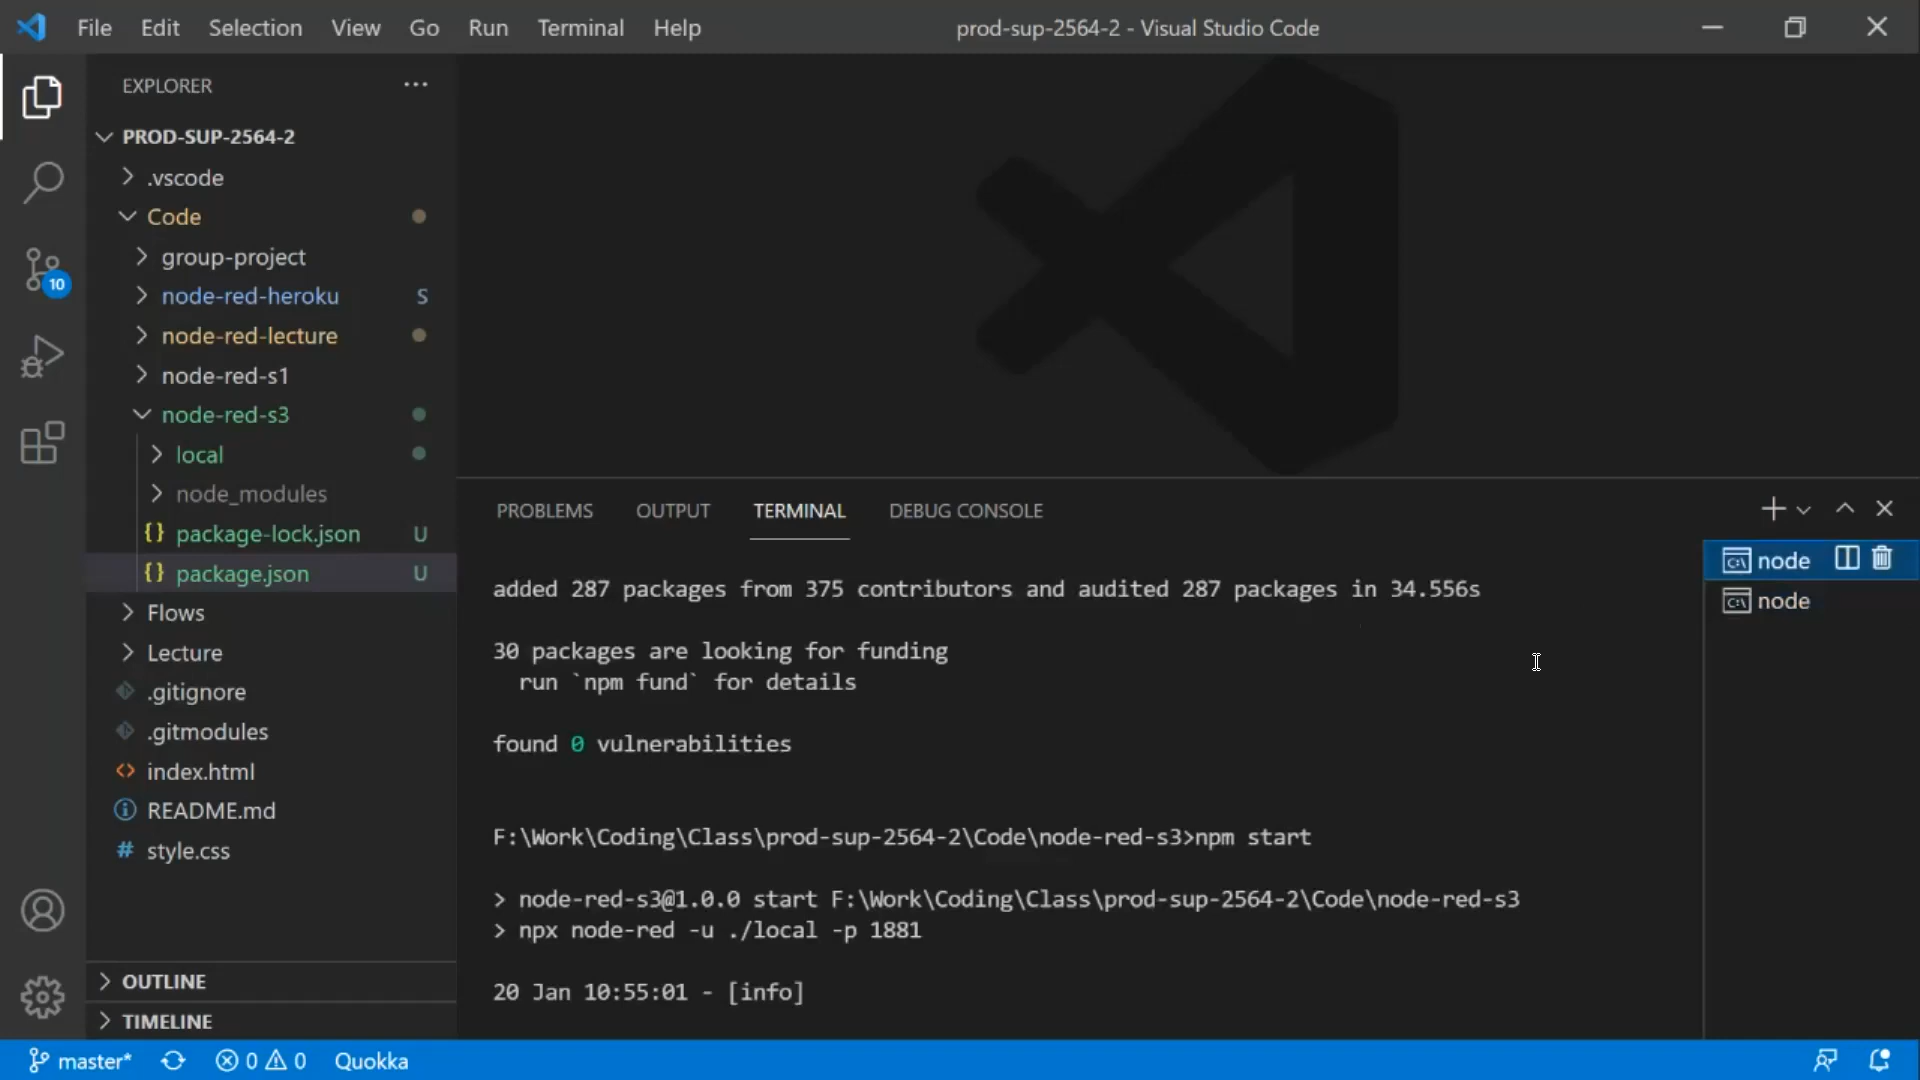 File Edit Selection View Go Run Terminal Help
prod-sup-2564-2 - Visual Studio Code
EXPLORER
PROD-SUP-2564-2
.vscode
Code
group-project
node-red-heroku S
node-red-lecture
node-red-s1
node-red-s3
local
node_modules
{} package-lock.json U
{} package.json U
Flows
Lecture
.gitignore
.gitmodules
<> index.html
README.md
# style.css
OUTLINE
TIMELINE
10
PROBLEMS OUTPUT TERMINAL DEBUG CONSOLE
added 287 packages from 375 contributors and audited 287 packages in 34.556s
30 packages are looking for funding
run `npm fund` for details
found 0 vulnerabilities
F:\Work\Coding\Class\prod-sup-2564-2\Code\node-red-s3>npm start
> node-red-s3@1.0.0 start F:\Work\Coding\Class\prod-sup-2564-2\Code\node-red-s3
> npx node-red -u ./local -p 1881
20 Jan 10:55:01 - [info]
node
node
master* 0 0 Quokka